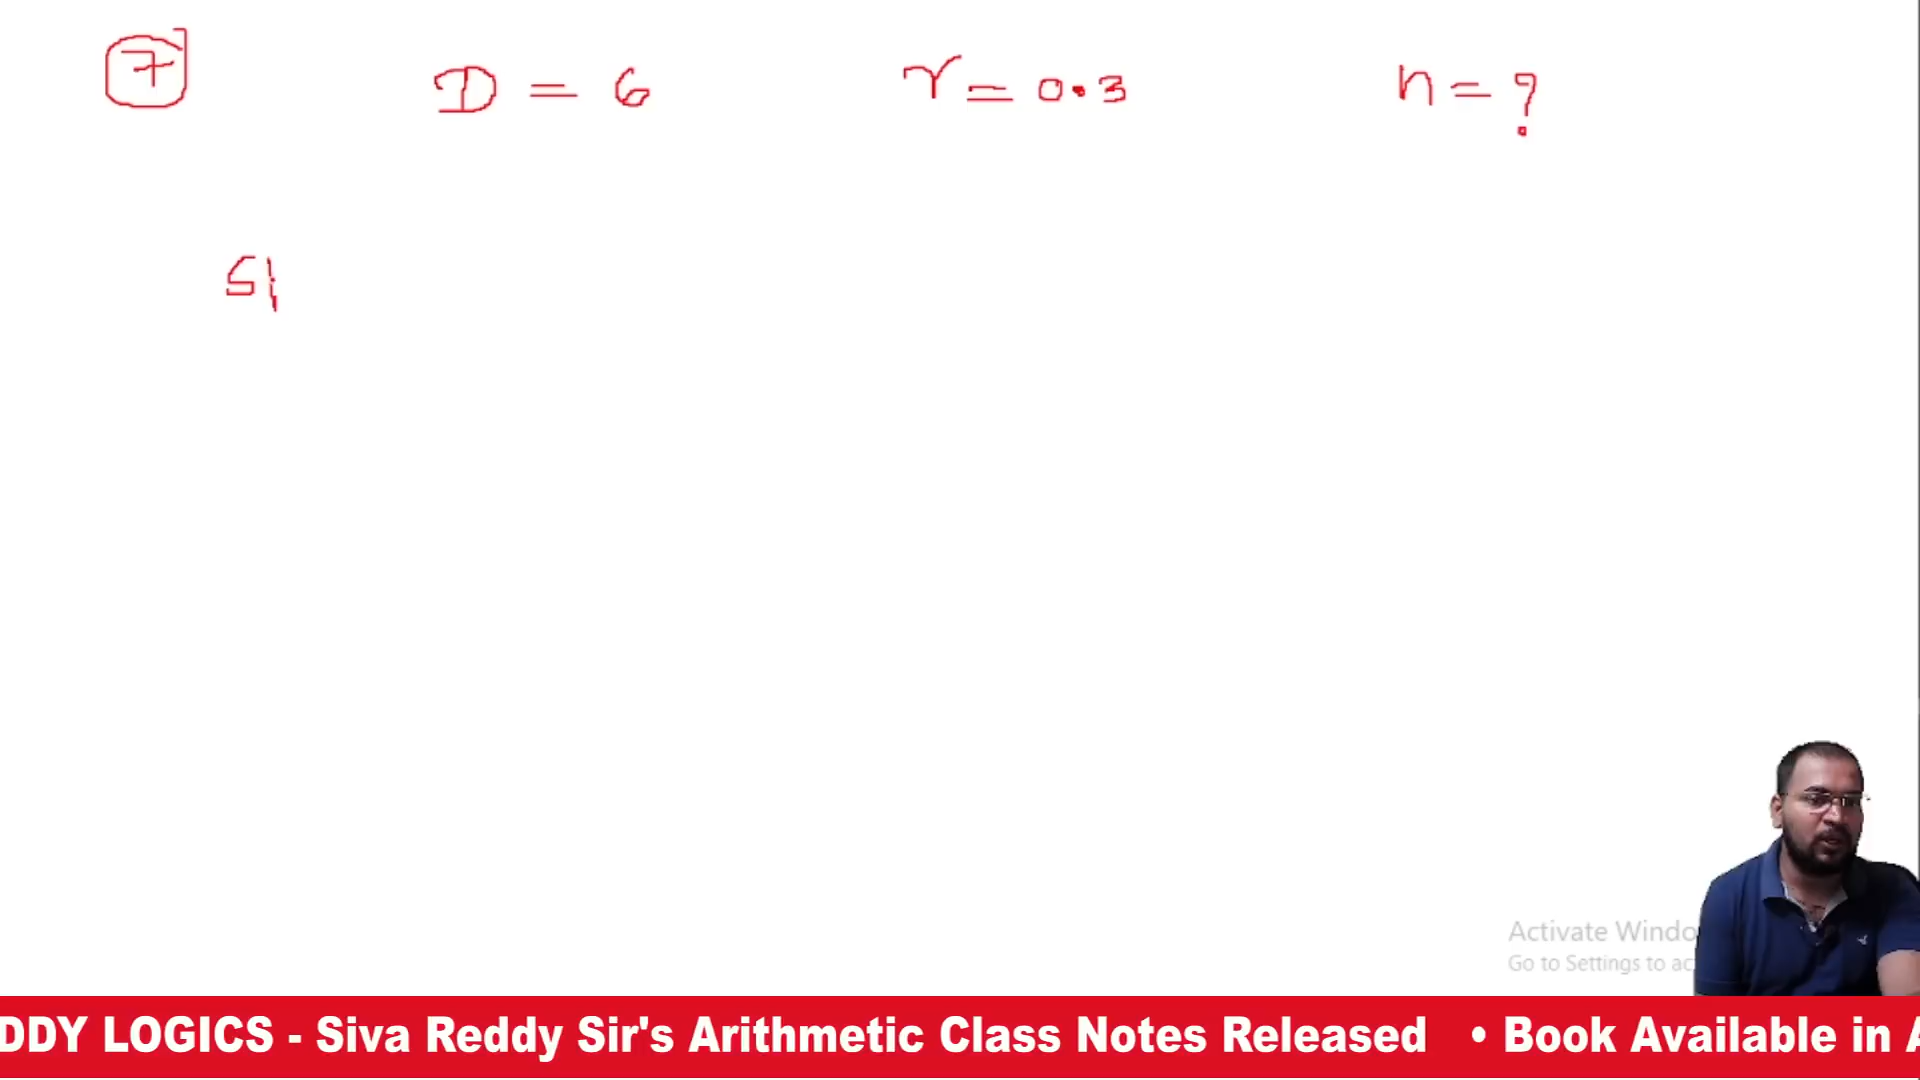 7
D = 6 r = 0.3 n = ?
Si
Activate Windo
Go to Settings to ac
DDY LOGICS - Siva Reddy Sir's Arithmetic Class Notes Released • Book Available in A